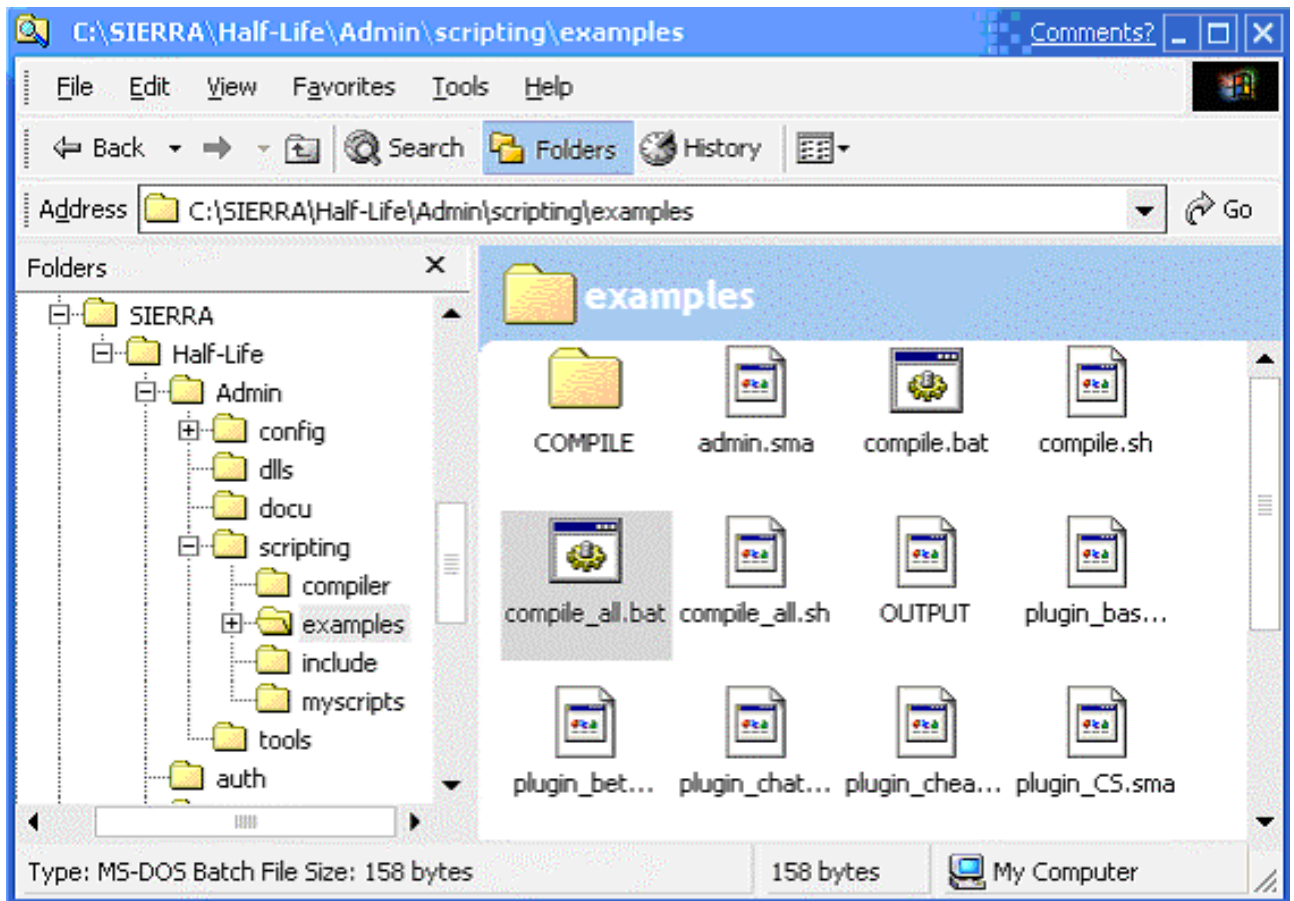 C:\SIERRA\Half-Life\Admin\scripting\examples Comments?
File Edit View Favorites Tools Help
Back Search Folders History
Address C:\SIERRA\Half-Life\Admin\scripting\examples Go
Folders
SIERRA
Half-Life
Admin
config
dlls
docu
scripting
compiler
examples
include
myscripts
tools
auth
examples
COMPILE admin.sma compile.bat compile.sh
compile_all.bat compile_all.sh OUTPUT plugin_bas...
plugin_bet... plugin_chat... plugin_chea... plugin_CS.sma
Type: MS-DOS Batch File Size: 158 bytes 158 bytes My Computer